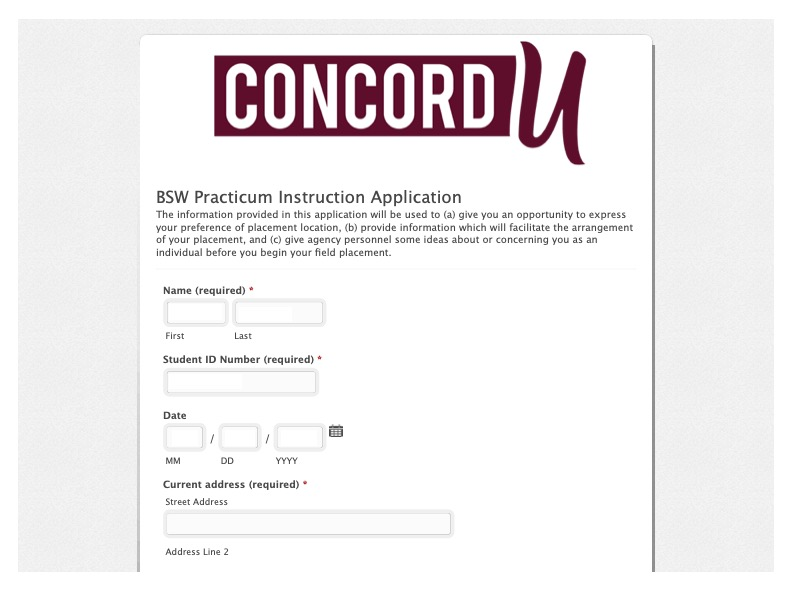 CONCORD U
BSW Practicum Instruction Application
The information provided in this application will be used to (a) give you an opportunity to express
your preference of placement location, (b) provide information which will facilitate the arrangement
of your placement, and (c) give agency personnel some ideas about or concerning you as an
individual before you begin your field placement.
Name (required) *
First Last
Student ID Number (required) *
Date
/ /
MM DD YYYY
Current address (required) *
Street Address
Address Line 2